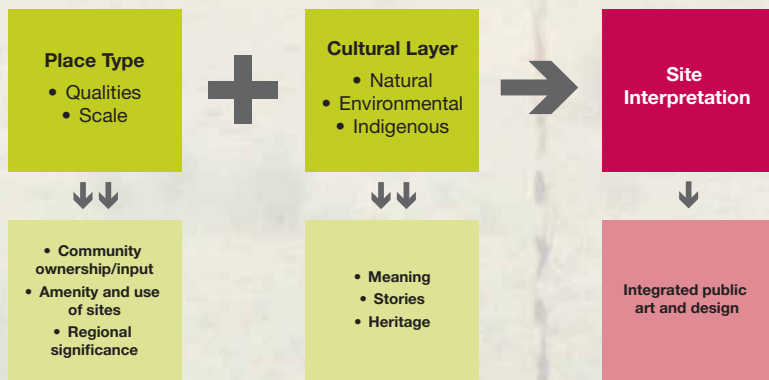 Place Type
• Qualities
• Scale
Cultural Layer
• Natural
• Environmental
• Indigenous
Site
Interpretation
• Community
ownership/input
• Amenity and use
of sites
• Regional
significance
• Meaning
• Stories
• Heritage
Integrated public
art and design